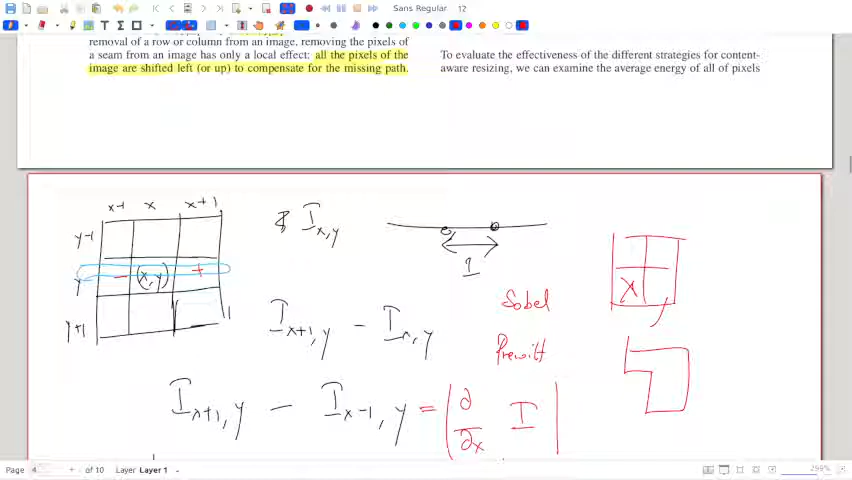 Sans Regular 12
removal of a row or column from an image, removing the pixels of
a seam from an image has only a local effect: all the pixels of the
image are shifted left (or up) to compensate for the missing path.
To evaluate the effectiveness of the different strategies for content-
aware resizing, we can examine the average energy of all of pixels
x-1 x x+1
y-1
y - (x,y) +
y+1
I x,y
1
Sobel
Prewitt
X
I x+1, y - I x, y
I x+1, y - I x-1, y = | ∂/∂x I |
Page 4 of 10 Layer Layer 1
299%